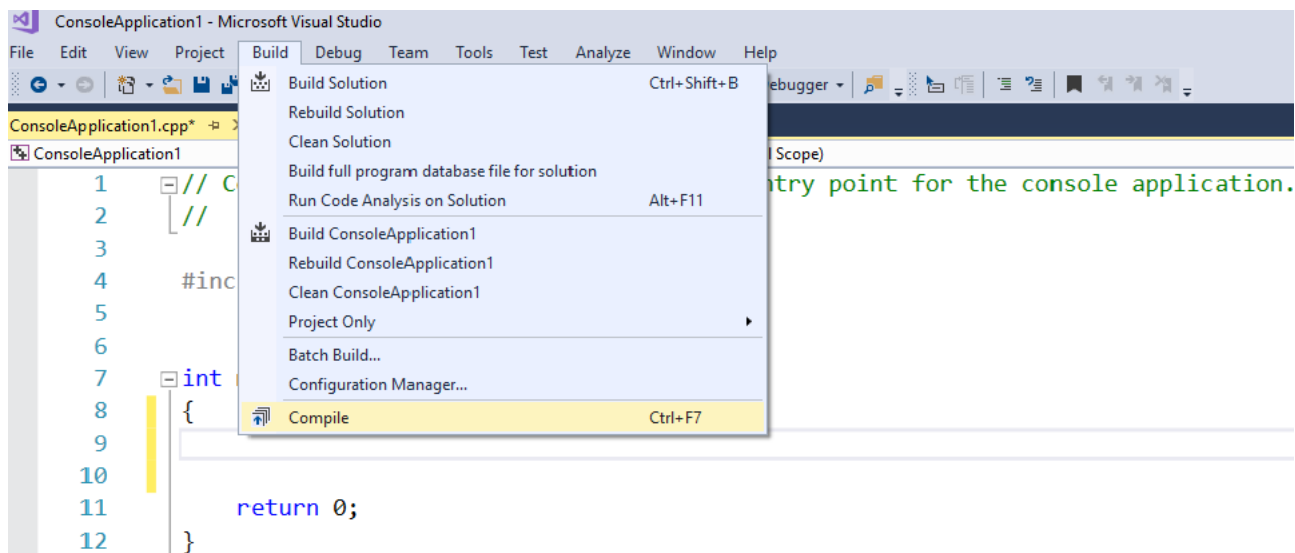 ConsoleApplication1 - Microsoft Visual Studio
File Edit View Project Build Debug Team Tools Test Analyze Window Help
Build Solution Ctrl+Shift+B
ebugger
Rebuild Solution
ConsoleApplication1.cpp*
Clean Solution
ConsoleApplication1
l Scope)
Build full program database file for solution
1 // C
ntry point for the console application.
Run Code Analysis on Solution Alt+F11
2 //
Build ConsoleApplication1
3
Rebuild ConsoleApplication1
4 #inc
Clean ConsoleApplication1
5
Project Only
6
Batch Build...
7 int
Configuration Manager...
8 {
Compile Ctrl+F7
9
10
11 return 0;
12 }